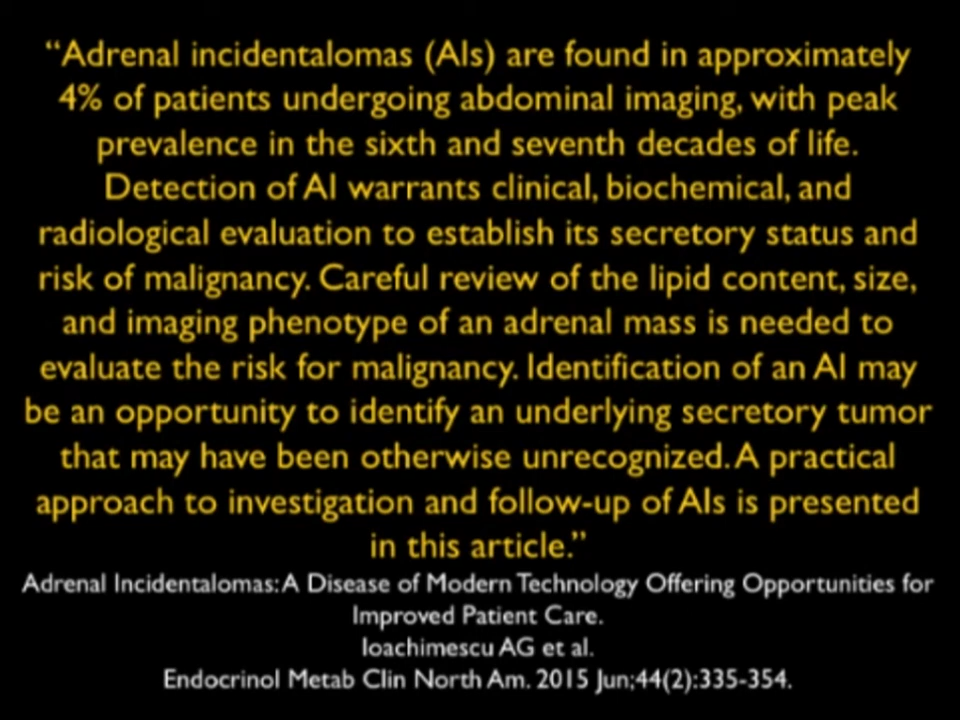 “Adrenal incidentalomas (AIs) are found in approximately
4% of patients undergoing abdominal imaging, with peak
prevalence in the sixth and seventh decades of life.
Detection of AI warrants clinical, biochemical, and
radiological evaluation to establish its secretory status and
risk of malignancy. Careful review of the lipid content, size,
and imaging phenotype of an adrenal mass is needed to
evaluate the risk for malignancy. Identification of an AI may
be an opportunity to identify an underlying secretory tumor
that may have been otherwise unrecognized. A practical
approach to investigation and follow-up of AIs is presented
in this article.”
Adrenal Incidentalomas: A Disease of Modern Technology Offering Opportunities for
Improved Patient Care.
Ioachimescu AG et al.
Endocrinol Metab Clin North Am. 2015 Jun;44(2):335-354.